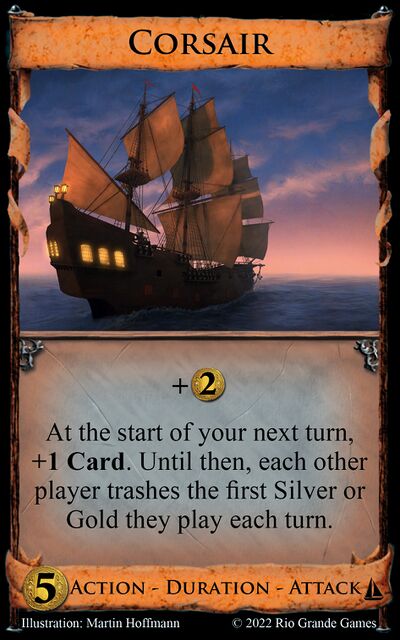 Corsair
+2
At the start of your next turn,
+1 Card. Until then, each other
player trashes the first Silver or
Gold they play each turn.
5 Action - Duration - Attack
Illustration: Martin Hoffmann © 2022 Rio Grande Games